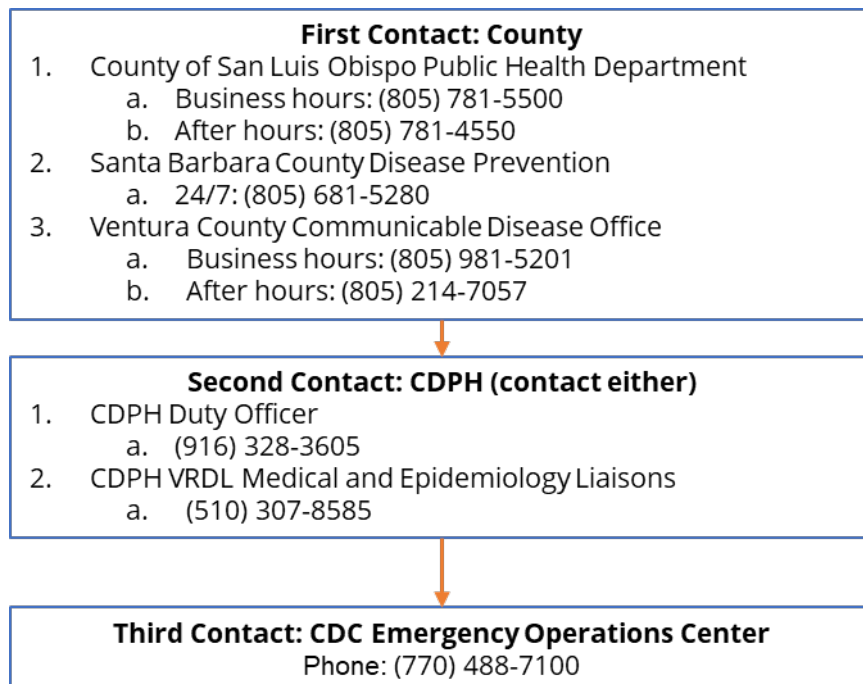 First Contact: County
1. County of San Luis Obispo Public Health Department
a. Business hours: (805) 781-5500
b. After hours: (805) 781-4550
2. Santa Barbara County Disease Prevention
a. 24/7: (805) 681-5280
3. Ventura County Communicable Disease Office
a. Business hours: (805) 981-5201
b. After hours: (805) 214-7057
Second Contact: CDPH (contact either)
1. CDPH Duty Officer
a. (916) 328-3605
2. CDPH VRDL Medical and Epidemiology Liaisons
a. (510) 307-8585
Third Contact: CDC Emergency Operations Center
Phone: (770) 488-7100